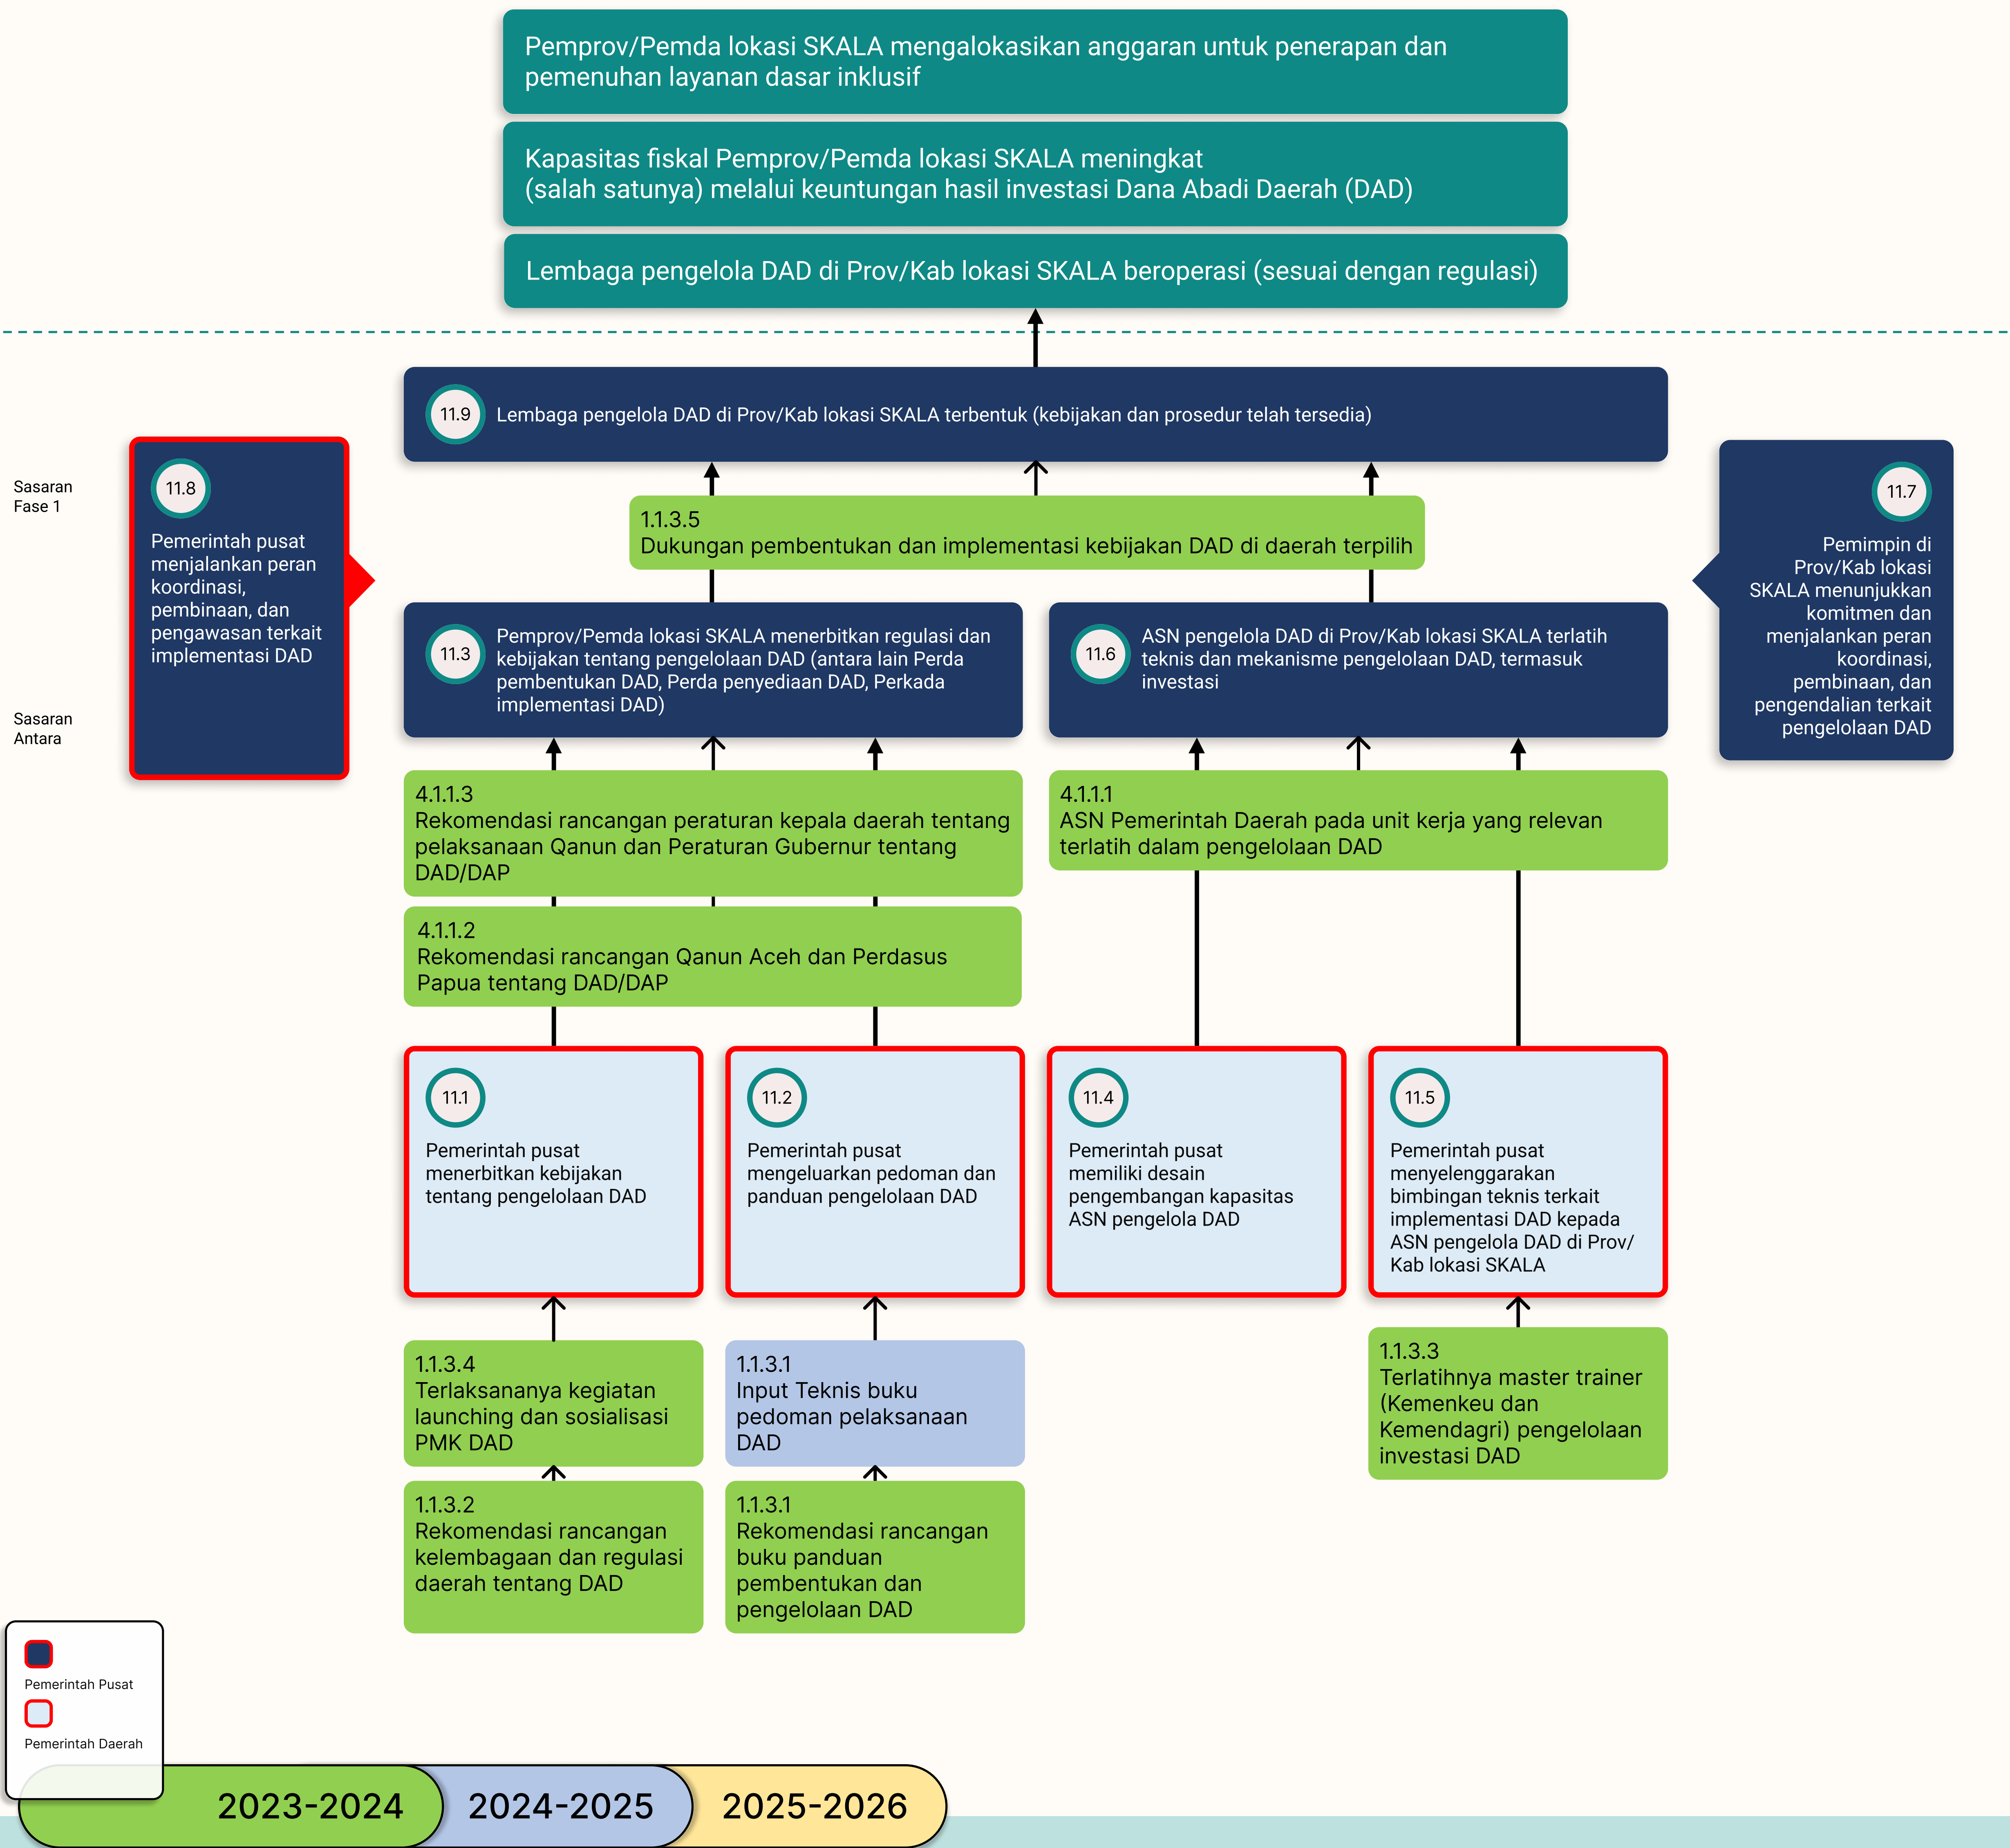 Pemprov/Pemda lokasi SKALA mengalokasikan anggaran untuk penerapan dan
pemenuhan layanan dasar inklusif
Kapasitas fiskal Pemprov/Pemda lokasi SKALA meningkat
(salah satunya) melalui keuntungan hasil investasi Dana Abadi Daerah (DAD)
Lembaga pengelola DAD di Prov/Kab lokasi SKALA beroperasi (sesuai dengan regulasi)
11.9
Lembaga pengelola DAD di Prov/Kab lokasi SKALA terbentuk (kebijakan dan prosedur telah tersedia)
Sasaran
Fase 1
Sasaran
Antara
11.8
Pemerintah pusat
menjalankan peran
koordinasi,
pembinaan, dan
pengawasan terkait
implementasi DAD
11.7
Pemimpin di
Prov/Kab lokasi
SKALA menunjukkan
komitmen dan
menjalankan peran
koordinasi,
pembinaan, dan
pengendalian terkait
pengelolaan DAD
1.1.3.5
Dukungan pembentukan dan implementasi kebijakan DAD di daerah terpilih
11.3
Pemprov/Pemda lokasi SKALA menerbitkan regulasi dan
kebijakan tentang pengelolaan DAD (antara lain Perda
pembentukan DAD, Perda penyediaan DAD, Perkada
implementasi DAD)
11.6
ASN pengelola DAD di Prov/Kab lokasi SKALA terlatih
teknis dan mekanisme pengelolaan DAD, termasuk
investasi
4.1.1.3
Rekomendasi rancangan peraturan kepala daerah tentang
pelaksanaan Qanun dan Peraturan Gubernur tentang
DAD/DAP
4.1.1.1
ASN Pemerintah Daerah pada unit kerja yang relevan
terlatih dalam pengelolaan DAD
4.1.1.2
Rekomendasi rancangan Qanun Aceh dan Perdasus
Papua tentang DAD/DAP
11.1
Pemerintah pusat
menerbitkan kebijakan
tentang pengelolaan DAD
11.2
Pemerintah pusat
mengeluarkan pedoman dan
panduan pengelolaan DAD
11.4
Pemerintah pusat
memiliki desain
pengembangan kapasitas
ASN pengelola DAD
11.5
Pemerintah pusat
menyelenggarakan
bimbingan teknis terkait
implementasi DAD kepada
ASN pengelola DAD di Prov/
Kab lokasi SKALA
1.1.3.4
Terlaksananya kegiatan
launching dan sosialisasi
PMK DAD
1.1.3.1
Input Teknis buku
pedoman pelaksanaan
DAD
1.1.3.3
Terlatihnya master trainer
(Kemenkeu dan
Kemendagri) pengelolaan
investasi DAD
1.1.3.2
Rekomendasi rancangan
kelembagaan dan regulasi
daerah tentang DAD
1.1.3.1
Rekomendasi rancangan
buku panduan
pembentukan dan
pengelolaan DAD
Pemerintah Pusat
Pemerintah Daerah
2023-2024
2024-2025
2025-2026